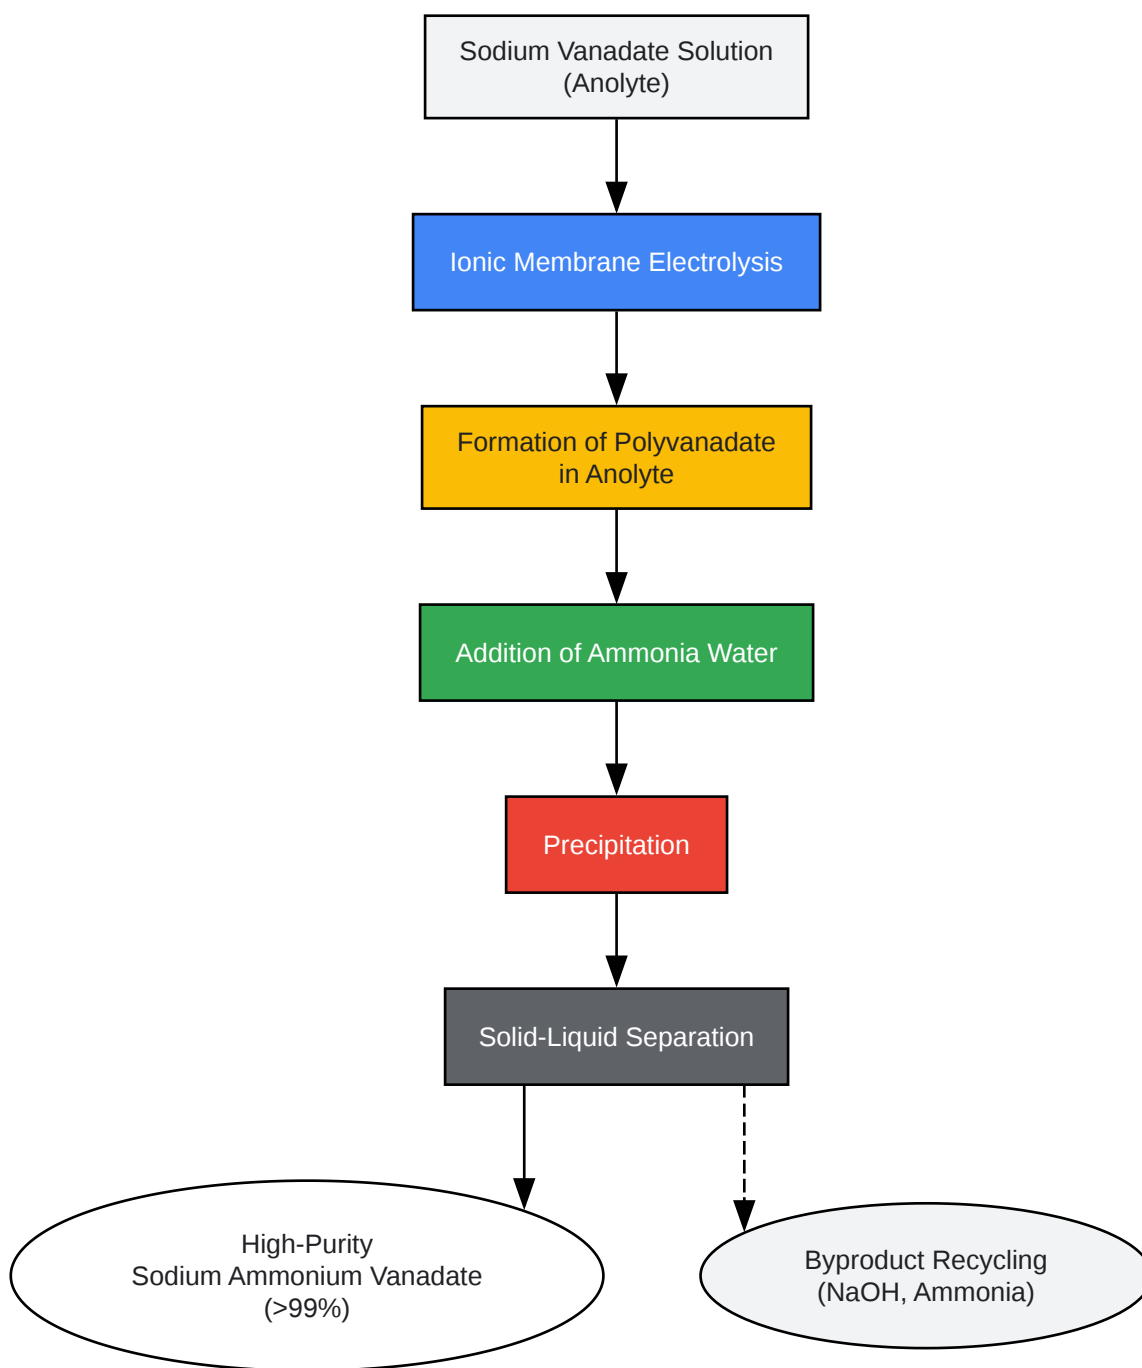 Sodium Vanadate Solution
(Anolyte)
Ionic Membrane Electrolysis
Formation of Polyvanadate
in Anolyte
Addition of Ammonia Water
Precipitation
Solid-Liquid Separation
High-Purity
Sodium Ammonium Vanadate
(>99%)
Byproduct Recycling
(NaOH, Ammonia)